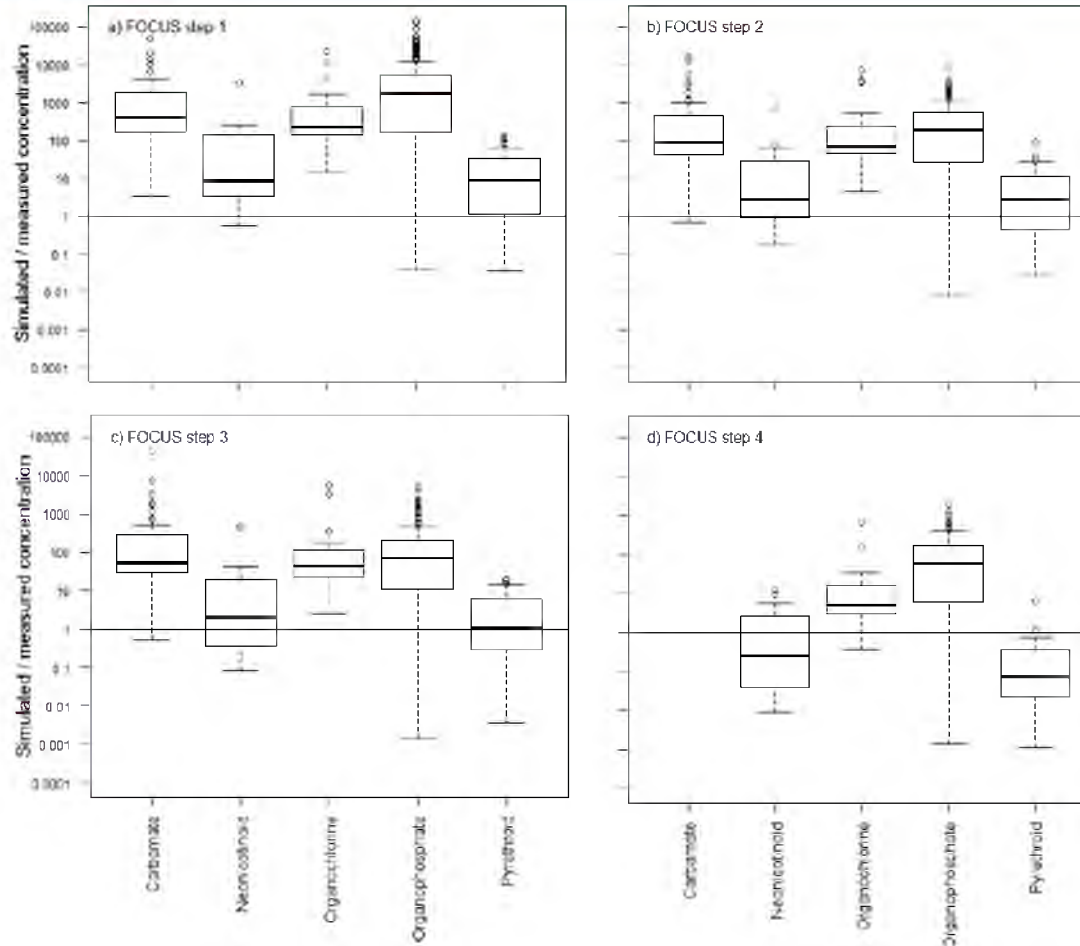 a) FOCUS step 1
b) FOCUS step 2
Simulated / measured concentration
100000
10000
1000
100
10
1
0.1
0.01
0.001
0.0001
c) FOCUS step 3
d) FOCUS step 4
Simulated / measured concentration
100000
10000
1000
100
10
1
0.1
0.01
0.001
0.0001
Carbamate
Neonicotinoid
Organochlorine
Organophosphate
Pyrethroid
Carbamate
Neonicotinoid
Organochlorine
Organophosphate
Pyrethroid